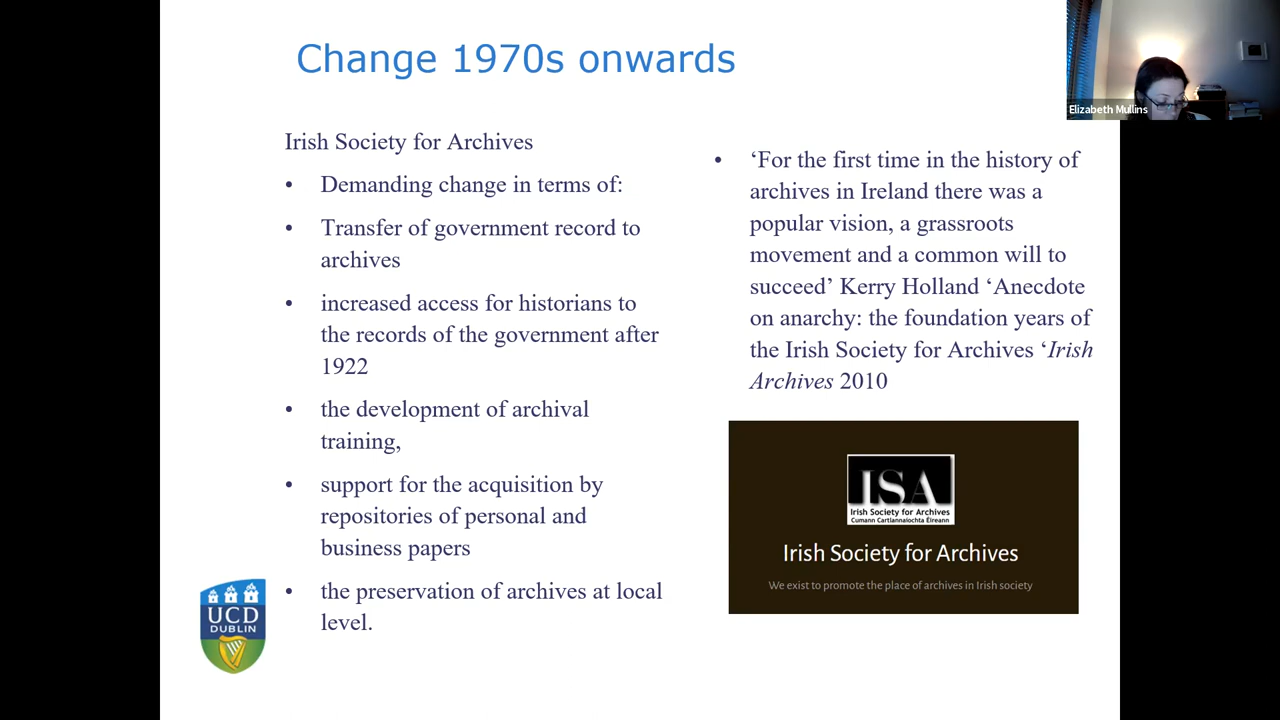 Change 1970s onwards
Elizabeth Mullins
Irish Society for Archives
• Demanding change in terms of:
• Transfer of government record to
archives
• increased access for historians to
the records of the government after
1922
• the development of archival
training,
• support for the acquisition by
repositories of personal and
business papers
• the preservation of archives at local
level.
• ‘For the first time in the history of
archives in Ireland there was a
popular vision, a grassroots
movement and a common will to
succeed’ Kerry Holland ‘Anecdote
on anarchy: the foundation years of
the Irish Society for Archives ‘Irish
Archives 2010
ISA
Irish Society for Archives
Cumann Cartlannaíochta Éireann
Irish Society for Archives
We exist to promote the place of archives in Irish society
UCD
DUBLIN